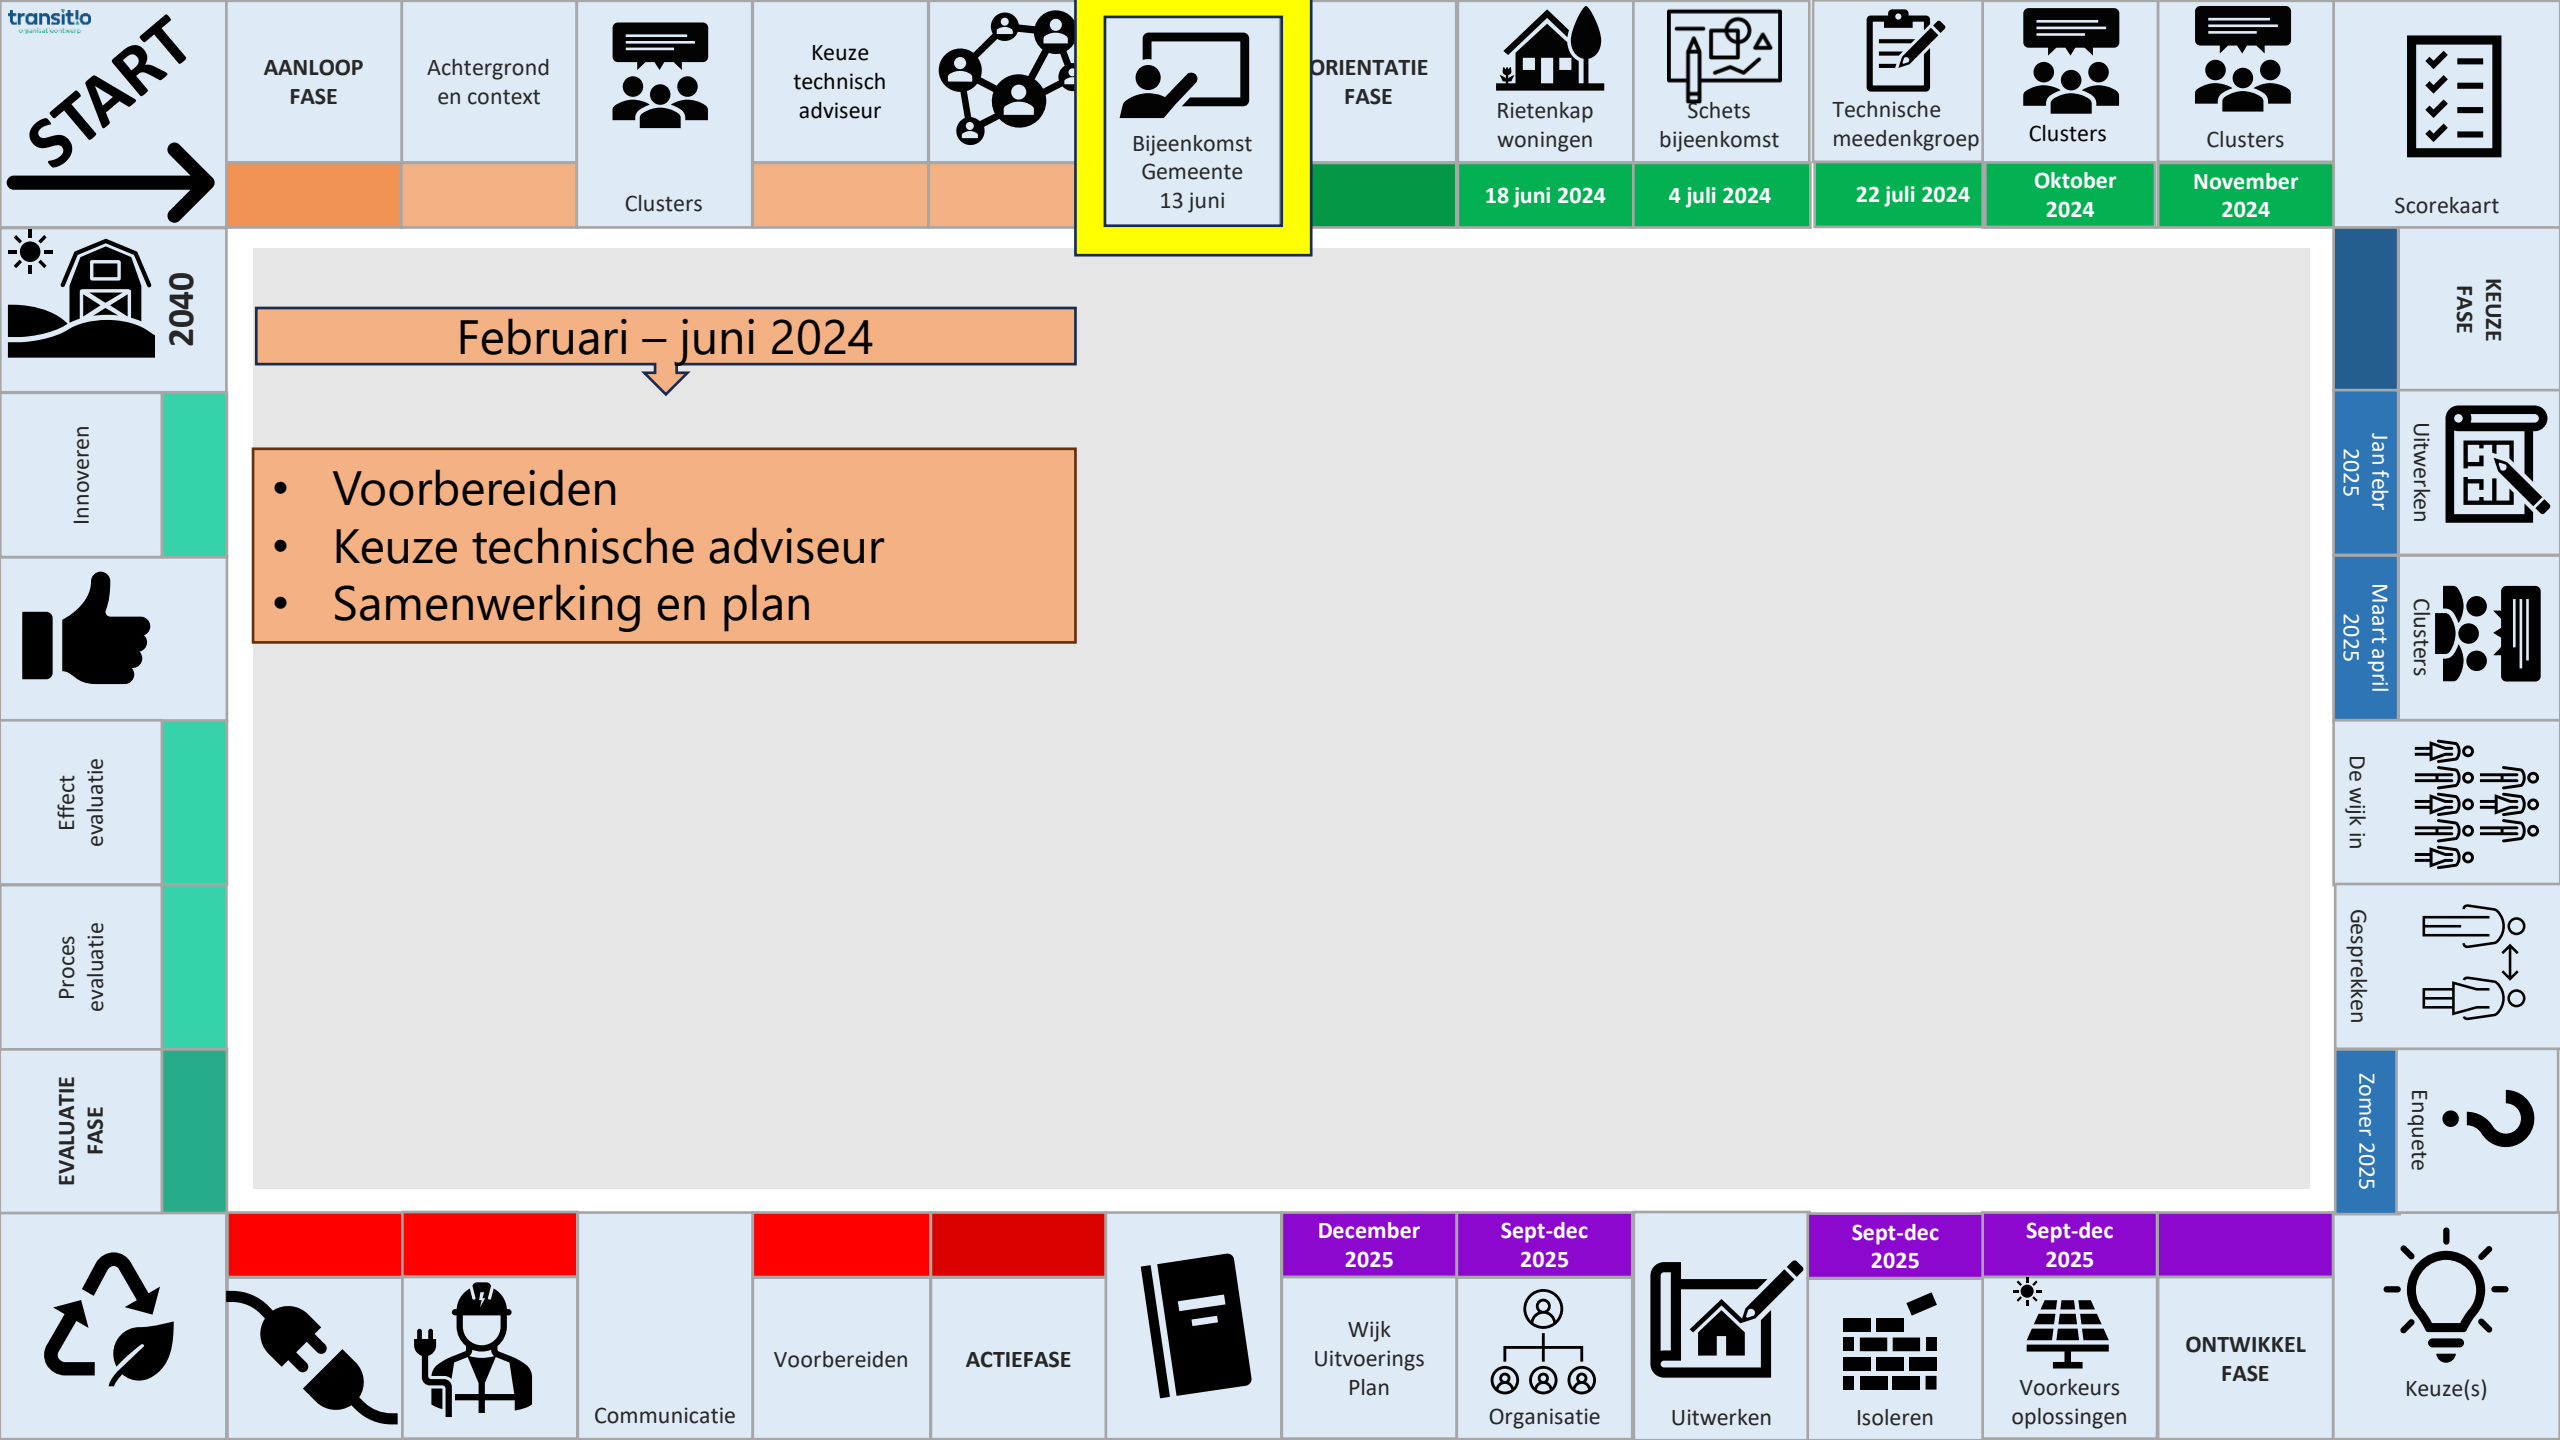 transit!o
organisatieontwerp
START
AANLOOP
FASE
Achtergrond
en context
Clusters
Keuze
technisch
adviseur
Bijeenkomst
Gemeente
13 juni
ORIENTATIE
FASE
Rietenkap
woningen
18 juni 2024
Schets
bijeenkomst
4 juli 2024
Technische
meedenkgroep
22 juli 2024
Clusters
Oktober
2024
Clusters
November
2024
Scorekaart
KEUZE
FASE
Uitwerken
Jan febr
2025
Clusters
Maart april
2025
De wijk in
Gesprekken
Enquete
Zomer 2025
Keuze(s)
ONTWIKKEL
FASE
Sept-dec
2025
Voorkeurs
oplossingen
Sept-dec
2025
Isoleren
Uitwerken
Sept-dec
2025
Organisatie
December
2025
Wijk
Uitvoerings
Plan
ACTIEFASE
Voorbereiden
Communicatie
EVALUATIE
FASE
Proces
evaluatie
Effect
evaluatie
Innoveren
2040
Februari – juni 2024
• Voorbereiden
• Keuze technische adviseur
• Samenwerking en plan